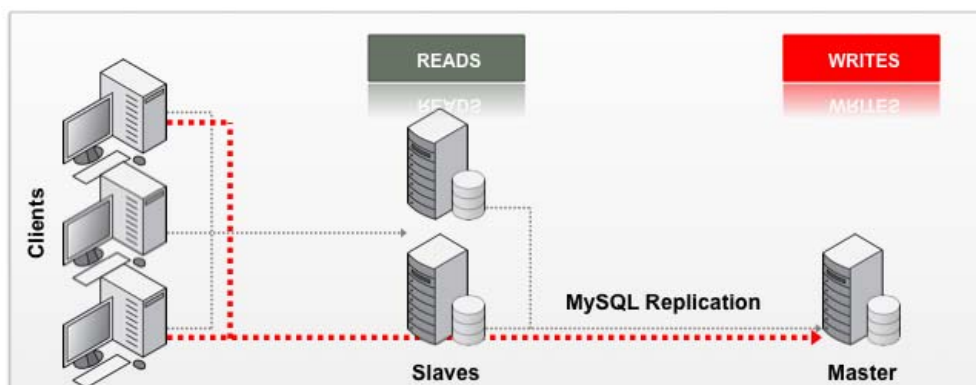 READS
WRITES
Clients
MySQL Replication
Slaves
Master